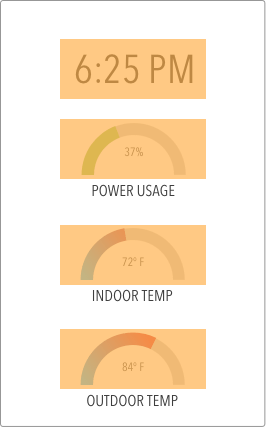 6:25 PM
37%
POWER USAGE
72° F
INDOOR TEMP
84° F
OUTDOOR TEMP